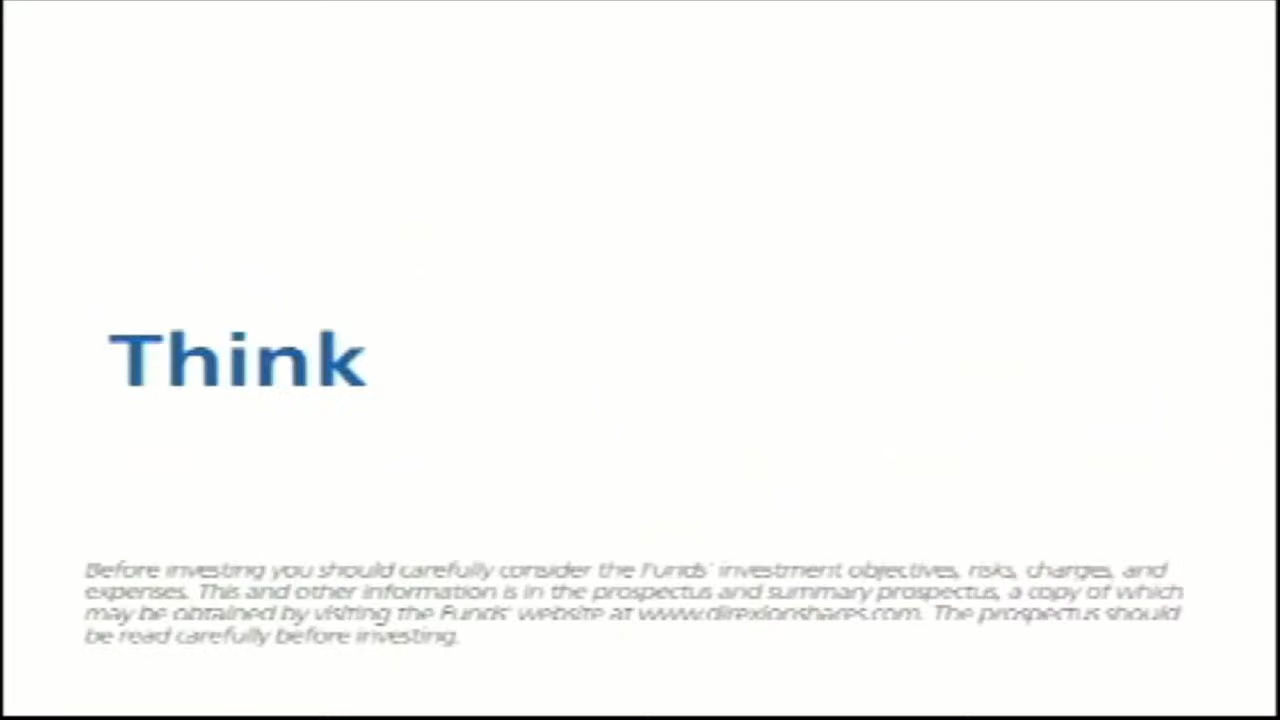 Think
Before investing you should carefully consider the Funds' investment objectives, risks, charges, and
expenses. This and other information is in the prospectus and summary prospectus, a copy of which
may be obtained by visiting the Funds' website at www.direxionshares.com. The prospectus should
be read carefully before investing.